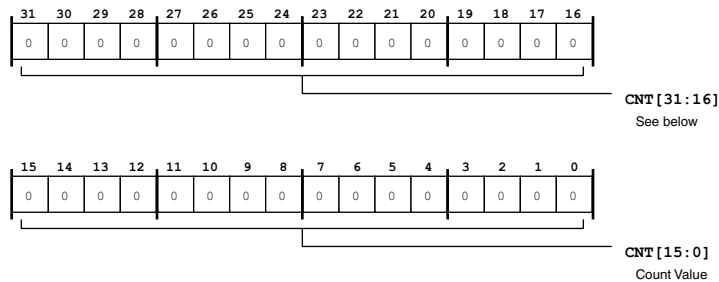 31 30 29 28 27 26 25 24 23 22 21 20 19 18 17 16
0 0 0 0 0 0 0 0 0 0 0 0 0 0 0 0
CNT[31:16]
See below
15 14 13 12 11 10 9 8 7 6 5 4 3 2 1 0
0 0 0 0 0 0 0 0 0 0 0 0 0 0 0 0
CNT[15:0]
Count Value